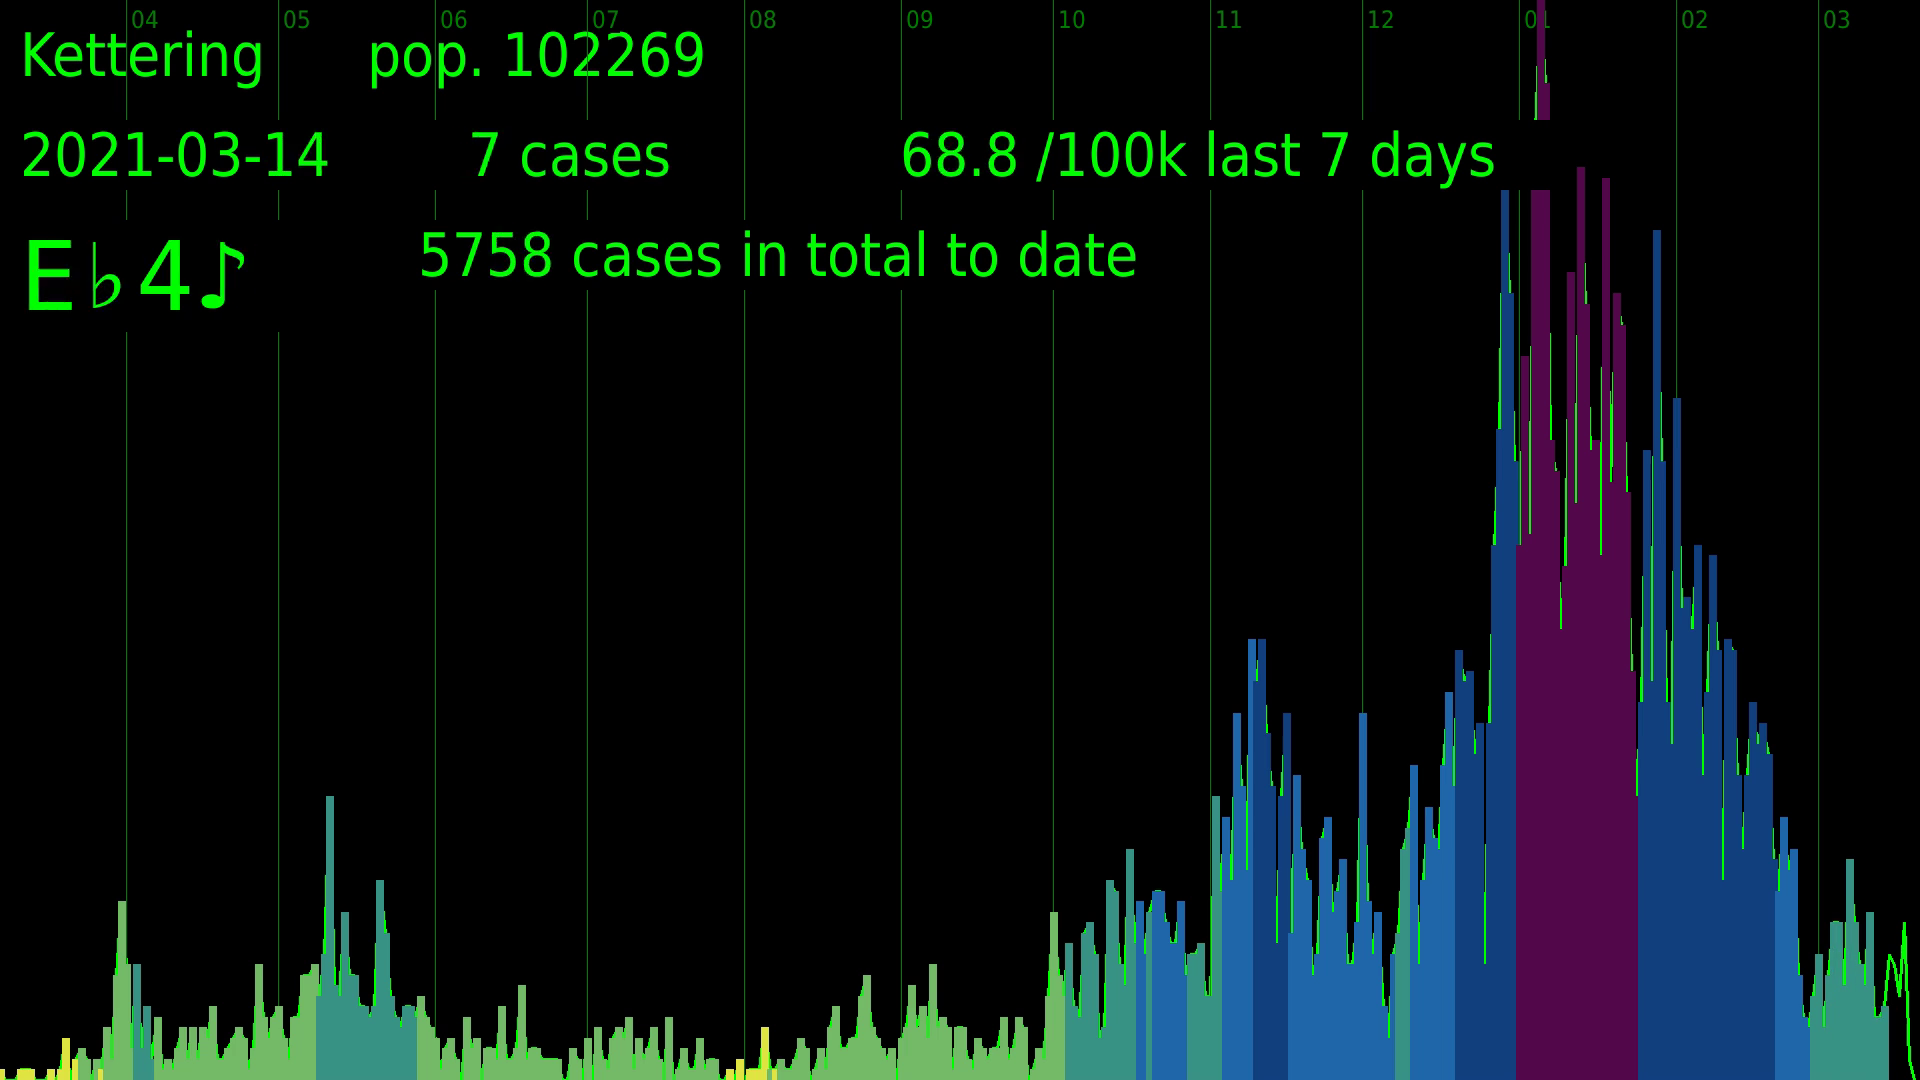 04 05 06 07 08 09 10 11 12 01 02 03
Kettering pop. 102269
2021-03-14 7 cases 68.8 /100k last 7 days
E♭4♪ 5758 cases in total to date